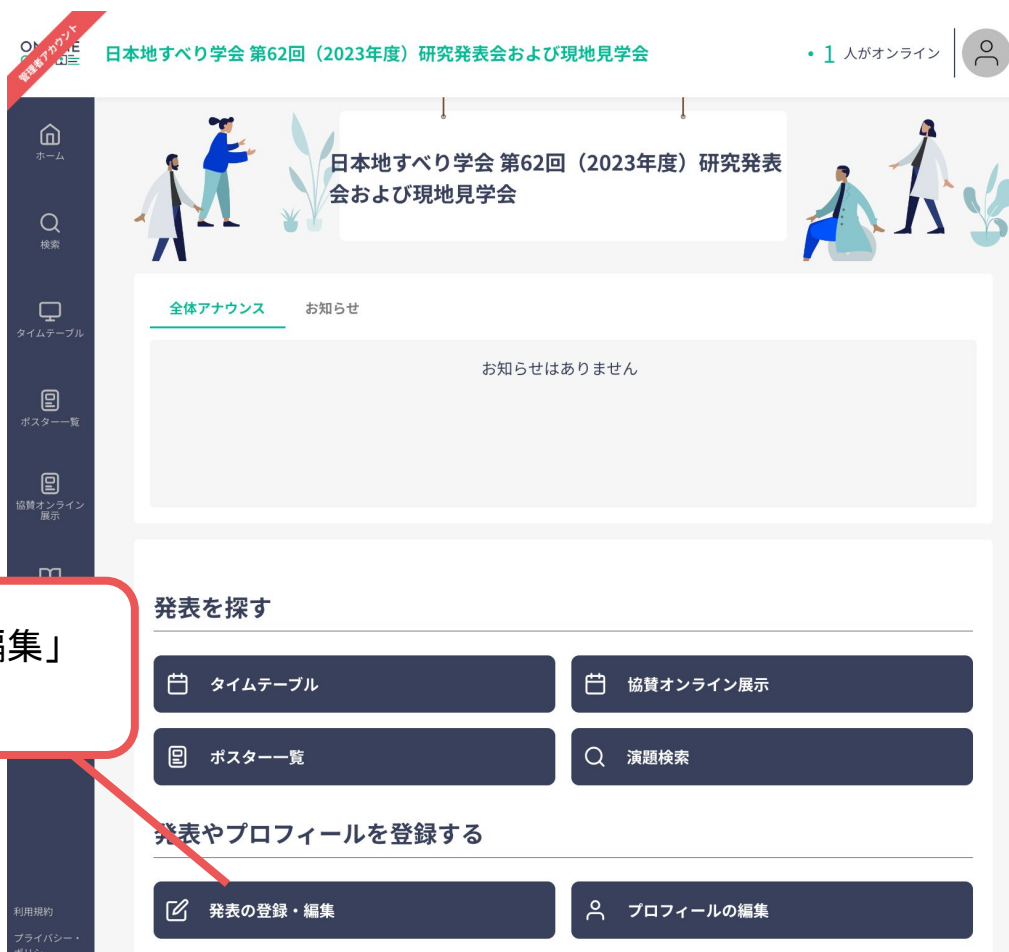 管理者アカウント
日本地すべり学会 第62回（2023年度）研究発表会および現地見学会
• 1 人がオンライン
ホーム
検索
タイムテーブル
ポスター一覧
協賛オンライン
展示
日本地すべり学会 第62回（2023年度）研究発表
会および現地見学会
全体アナウンス
お知らせ
お知らせはありません
発表を探す
タイムテーブル
協賛オンライン展示
ポスター一覧
演題検索
集」
発表やプロフィールを登録する
発表の登録・編集
プロフィールの編集
利用規約
プライバシー・